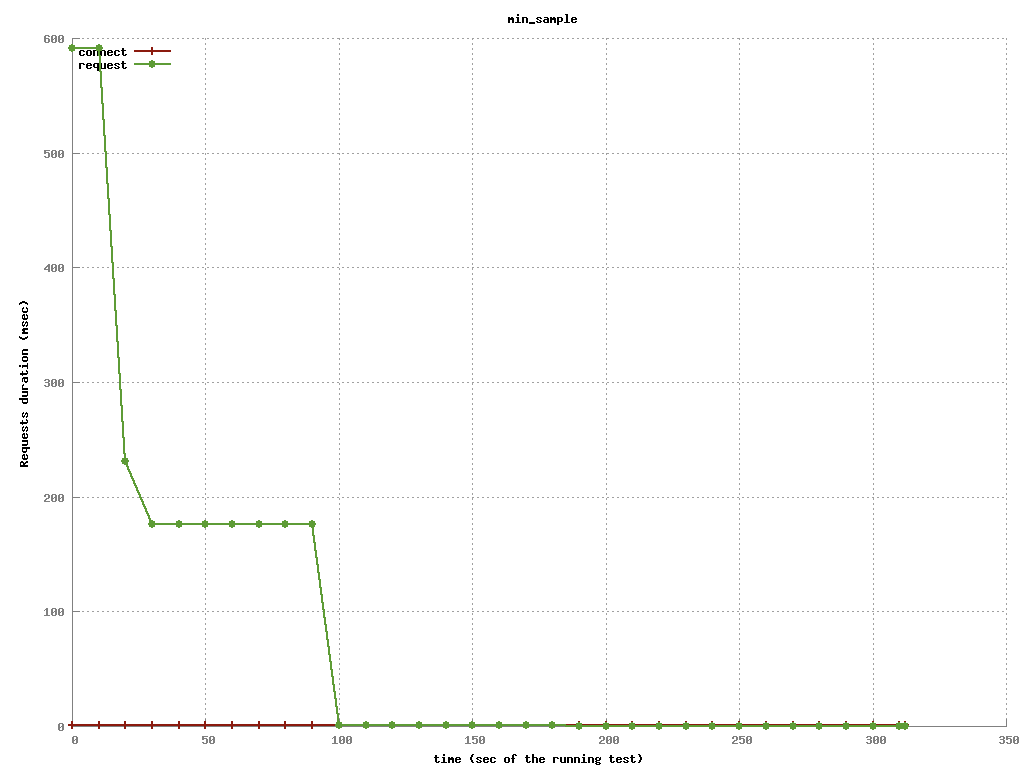 min_sample
600
connect
request
500
400
300
200
100
0
Requests duration (msec)
0 50 100 150 200 250 300 350
time (sec of the running test)